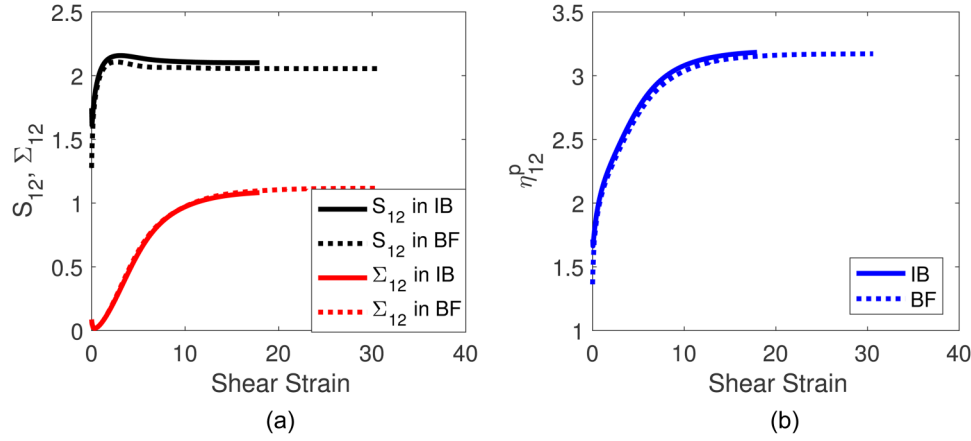 2.5
2
1.5
1
0.5
0
0
10
20
30
40
S12, Σ12
Shear Strain
S12 in IB
S12 in BF
Σ12 in IB
Σ12 in BF
(a)
3.5
3
2.5
2
1.5
1
0
10
20
30
40
η12^p
Shear Strain
IB
BF
(b)